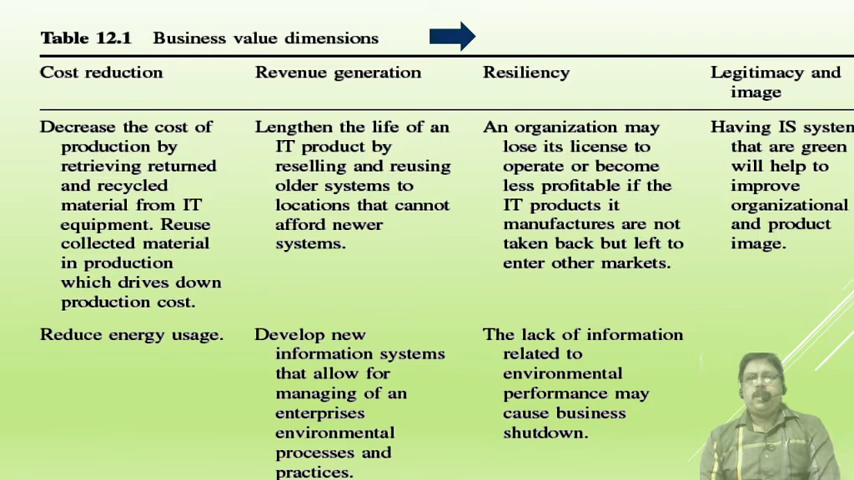 Table 12.1 Business value dimensions
Cost reduction
Revenue generation
Resiliency
Legitimacy and
image
Decrease the cost of
production by
retrieving returned
and recycled
material from IT
equipment. Reuse
collected material
in production
which drives down
production cost.
Lengthen the life of an
IT product by
reselling and reusing
older systems to
locations that cannot
afford newer
systems.
An organization may
lose its license to
operate or become
less profitable if the
IT products it
manufactures are not
taken back but left to
enter other markets.
Having IS system
that are green
will help to
improve
organizational
and product
image.
Reduce energy usage.
Develop new
information systems
that allow for
managing of an
enterprises
environmental
processes and
practices.
The lack of information
related to
environmental
performance may
cause business
shutdown.